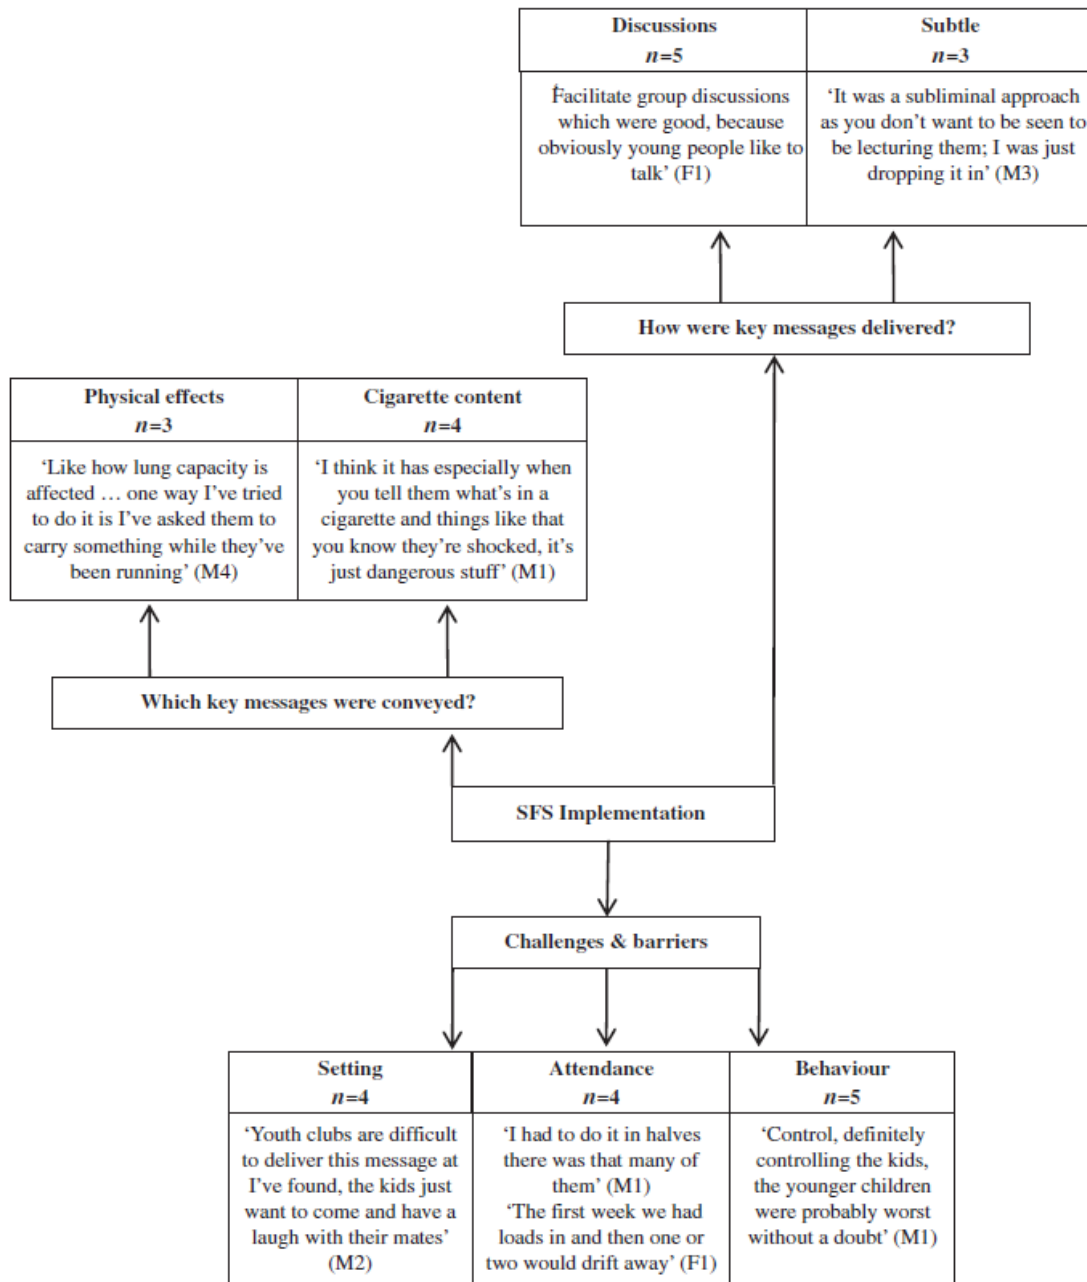 Discussions
n=5
Subtle
n=3
‘Facilitate group discussions
which were good, because
obviously young people like to
talk’ (F1)
‘It was a subliminal approach
as you don’t want to be seen to
be lecturing them; I was just
dropping it in’ (M3)
How were key messages delivered?
Physical effects
n=3
Cigarette content
n=4
‘Like how lung capacity is
affected … one way I’ve tried
to do it is I’ve asked them to
carry something while they’ve
been running’ (M4)
‘I think it has especially when
you tell them what’s in a
cigarette and things like that
you know they’re shocked, it’s
just dangerous stuff’ (M1)
Which key messages were conveyed?
SFS Implementation
Challenges & barriers
Setting
n=4
Attendance
n=4
Behaviour
n=5
‘Youth clubs are difficult
to deliver this message at
I’ve found, the kids just
want to come and have a
laugh with their mates’
(M2)
‘I had to do it in halves
there was that many of
them’ (M1)
‘The first week we had
loads in and then one or
two would drift away’ (F1)
‘Control, definitely
controlling the kids,
the younger children
were probably worst
without a doubt’ (M1)